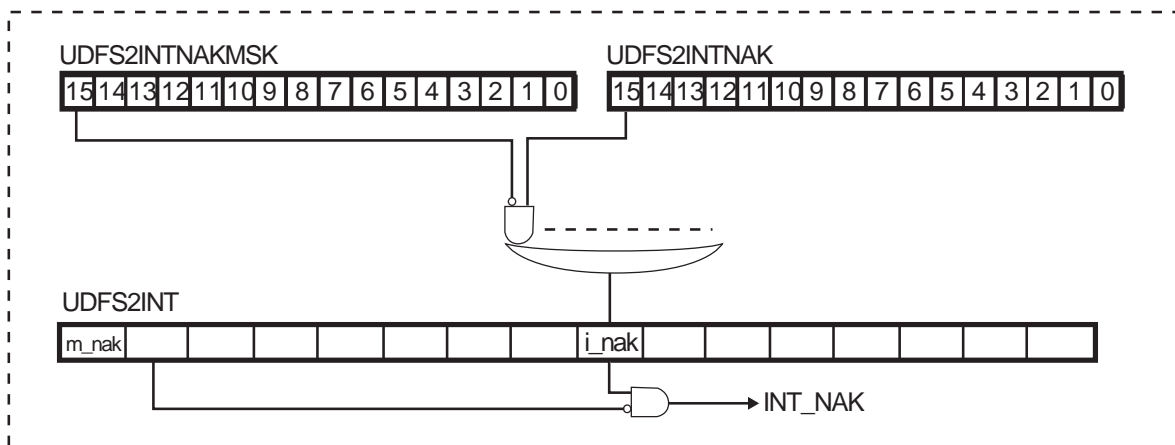 UDFS2INTNAKMSK
UDFS2INTNAK
15 14 13 12 11 10 9 8 7 6 5 4 3 2 1 0
15 14 13 12 11 10 9 8 7 6 5 4 3 2 1 0
UDFS2INT
m_nak i_nak
INT_NAK